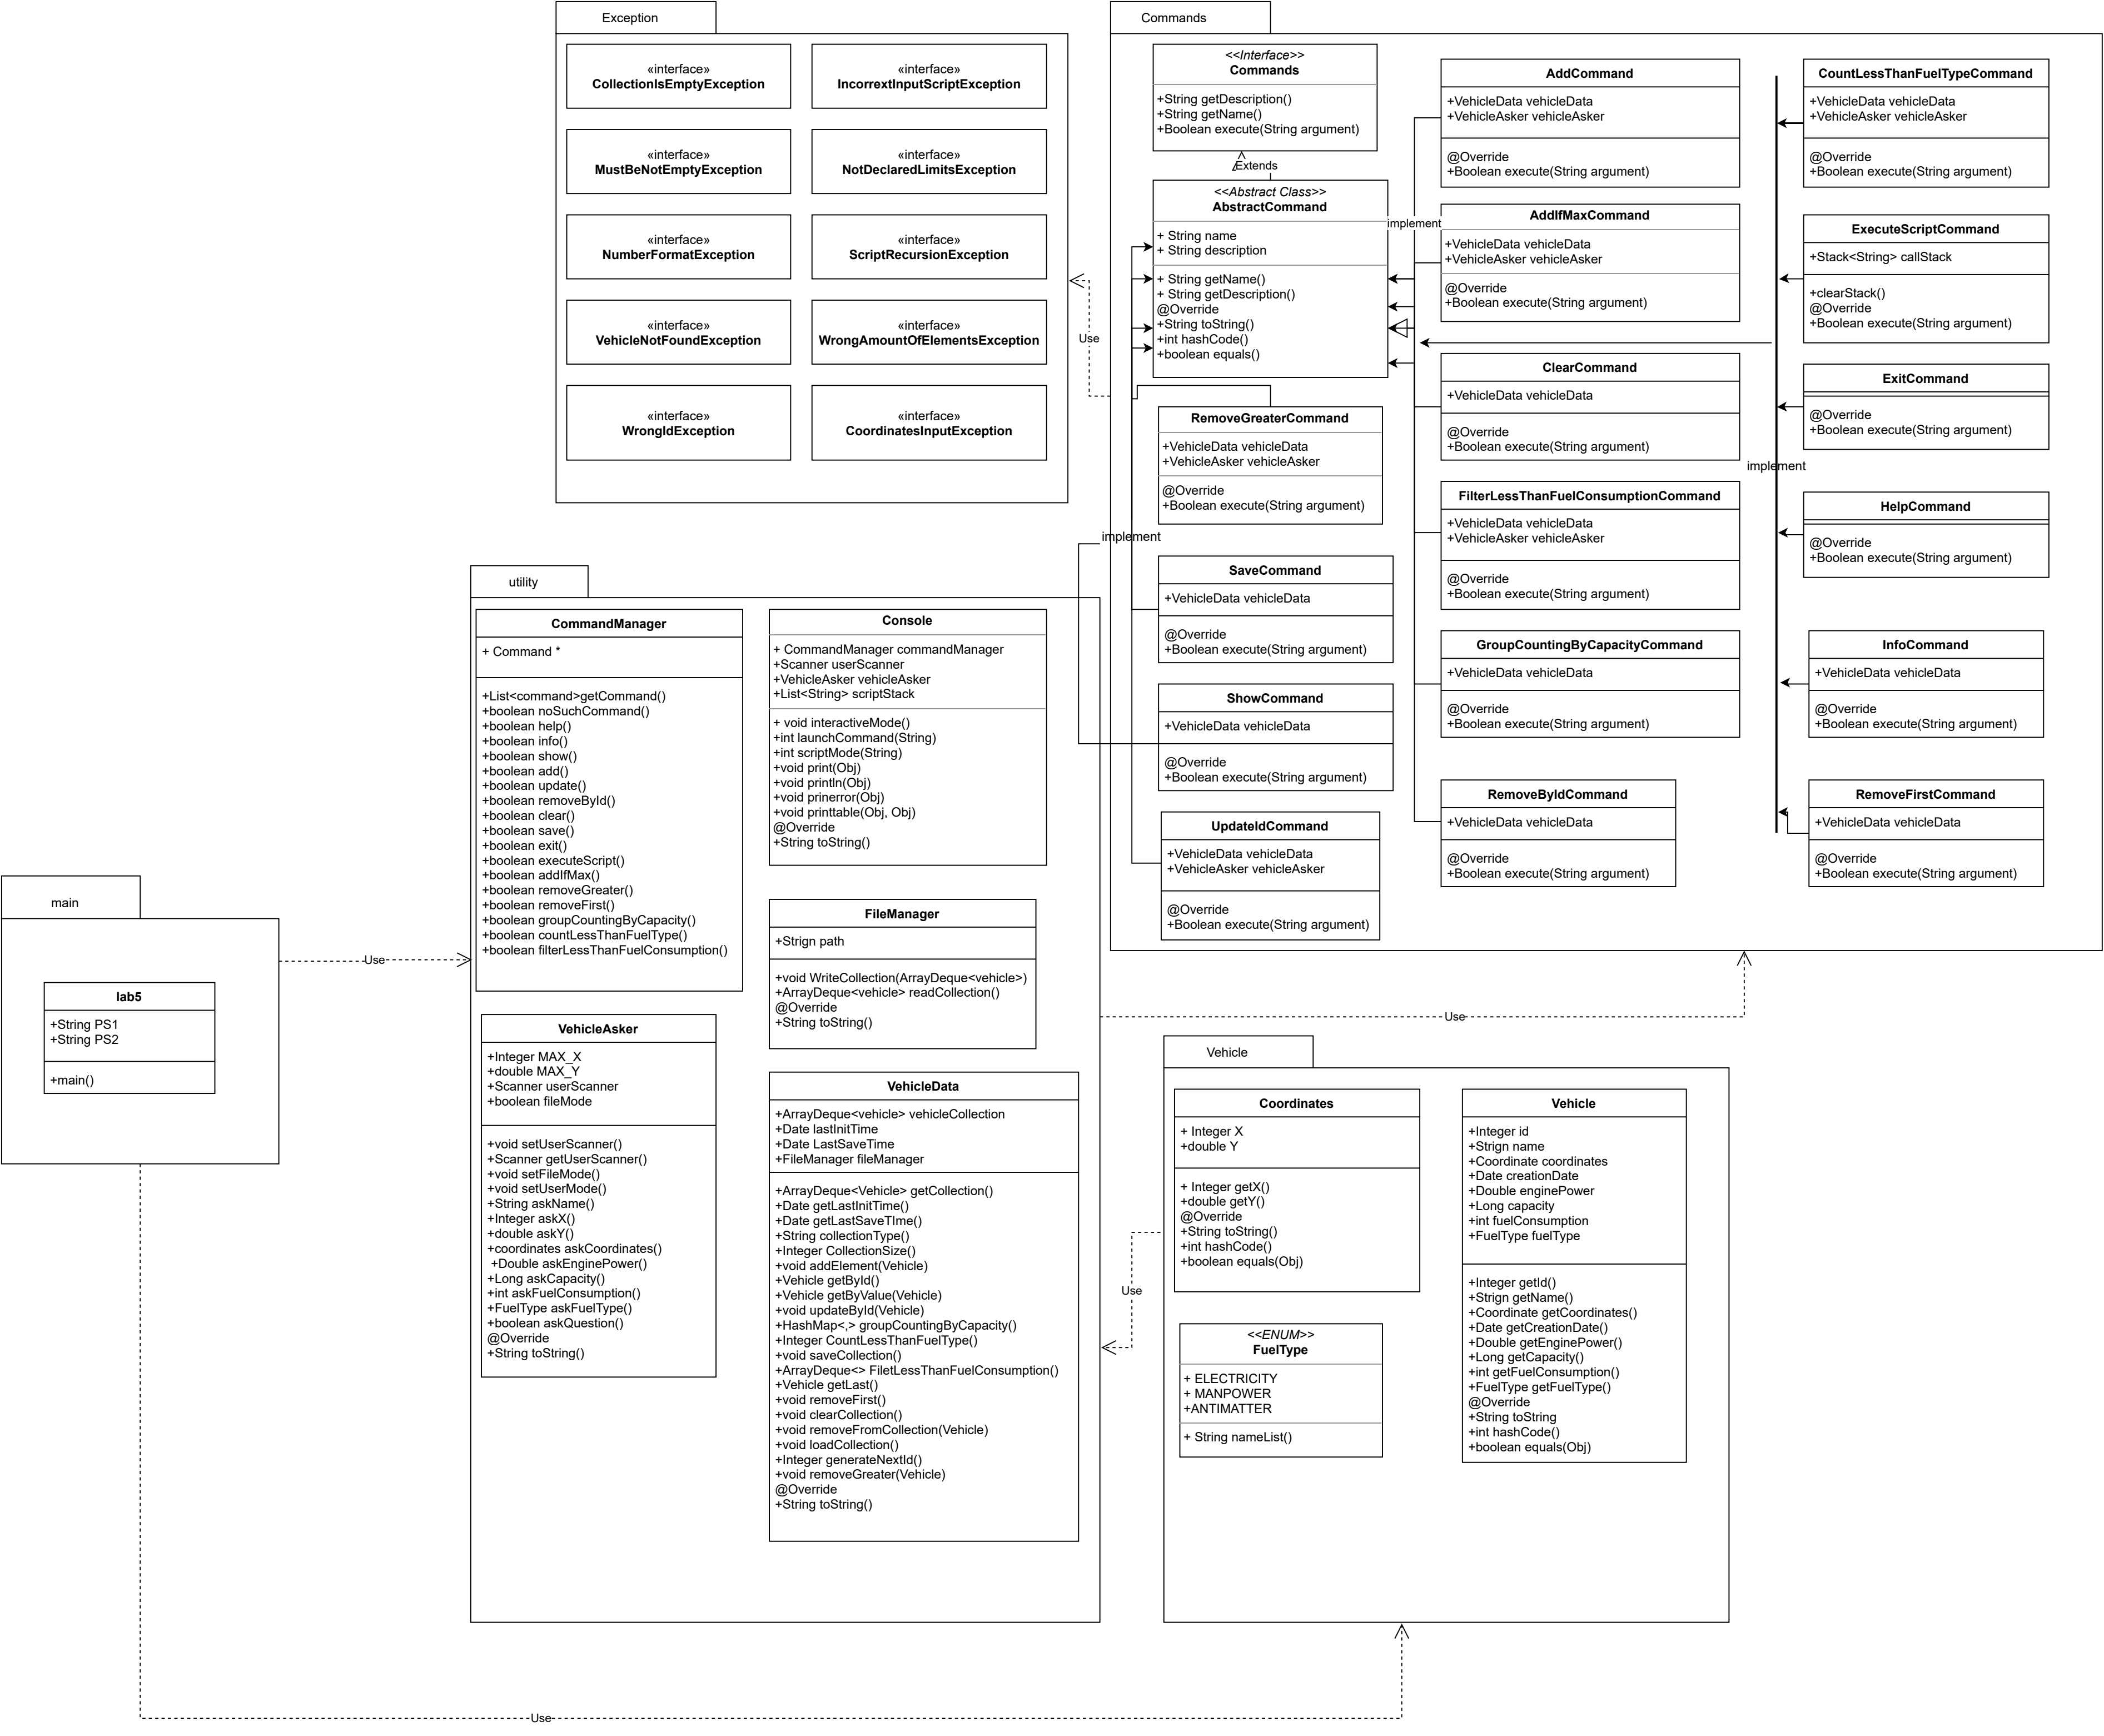 Exception
«interface»
CollectionIsEmptyException
«interface»
IncorrextInputScriptException
«interface»
MustBeNotEmptyException
«interface»
NotDeclaredLimitsException
«interface»
NumberFormatException
«interface»
ScriptRecursionException
«interface»
VehicleNotFoundException
«interface»
WrongAmountOfElementsException
«interface»
WrongIdException
«interface»
CoordinatesInputException
Use
Commands
<<Interface>>
Commands
+String getDescription()
+String getName()
+Boolean execute(String argument)
Extends
<<Abstract Class>>
AbstractCommand
+ String name
+ String description
+ String getName()
+ String getDescription()
@Override
+String toString()
+int hashCode()
+boolean equals()
RemoveGreaterCommand
+VehicleData vehicleData
+VehicleAsker vehicleAsker
@Override
+Boolean execute(String argument)
implement
SaveCommand
+VehicleData vehicleData
@Override
+Boolean execute(String argument)
ShowCommand
+VehicleData vehicleData
@Override
+Boolean execute(String argument)
UpdateIdCommand
+VehicleData vehicleData
+VehicleAsker vehicleAsker
@Override
+Boolean execute(String argument)
AddCommand
+VehicleData vehicleData
+VehicleAsker vehicleAsker
@Override
+Boolean execute(String argument)
implement
AddIfMaxCommand
+VehicleData vehicleData
+VehicleAsker vehicleAsker
@Override
+Boolean execute(String argument)
ClearCommand
+VehicleData vehicleData
@Override
+Boolean execute(String argument)
FilterLessThanFuelConsumptionCommand
+VehicleData vehicleData
+VehicleAsker vehicleAsker
@Override
+Boolean execute(String argument)
GroupCountingByCapacityCommand
+VehicleData vehicleData
@Override
+Boolean execute(String argument)
RemoveByIdCommand
+VehicleData vehicleData
@Override
+Boolean execute(String argument)
CountLessThanFuelTypeCommand
+VehicleData vehicleData
+VehicleAsker vehicleAsker
@Override
+Boolean execute(String argument)
ExecuteScriptCommand
+Stack<String> callStack
+clearStack()
@Override
+Boolean execute(String argument)
ExitCommand
@Override
+Boolean execute(String argument)
implement
HelpCommand
@Override
+Boolean execute(String argument)
InfoCommand
+VehicleData vehicleData
@Override
+Boolean execute(String argument)
RemoveFirstCommand
+VehicleData vehicleData
@Override
+Boolean execute(String argument)
utility
CommandManager
+ Command *
+List<command>getCommand()
+boolean noSuchCommand()
+boolean help()
+boolean info()
+boolean show()
+boolean add()
+boolean update()
+boolean removeById()
+boolean clear()
+boolean save()
+boolean exit()
+boolean executeScript()
+boolean addIfMax()
+boolean removeGreater()
+boolean removeFirst()
+boolean groupCountingByCapacity()
+boolean countLessThanFuelType()
+boolean filterLessThanFuelConsumption()
Console
+ CommandManager commandManager
+Scanner userScanner
+VehicleAsker vehicleAsker
+List<String> scriptStack
+ void interactiveMode()
+int launchCommand(String)
+int scriptMode(String)
+void print(Obj)
+void println(Obj)
+void prinerror(Obj)
+void printtable(Obj, Obj)
@Override
+String toString()
FileManager
+Strign path
+void WriteCollection(ArrayDeque<vehicle>)
+ArrayDeque<vehicle> readCollection()
@Override
+String toString()
VehicleAsker
+Integer MAX_X
+double MAX_Y
+Scanner userScanner
+boolean fileMode
+void setUserScanner()
+Scanner getUserScanner()
+void setFileMode()
+void setUserMode()
+String askName()
+Integer askX()
+double askY()
+coordinates askCoordinates()
+Double askEnginePower()
+Long askCapacity()
+int askFuelConsumption()
+FuelType askFuelType()
+boolean askQuestion()
@Override
+String toString()
VehicleData
+ArrayDeque<vehicle> vehicleCollection
+Date lastInitTime
+Date LastSaveTime
+FileManager fileManager
+ArrayDeque<Vehicle> getCollection()
+Date getLastInitTime()
+Date getLastSaveTIme()
+String collectionType()
+Integer CollectionSize()
+void addElement(Vehicle)
+Vehicle getById()
+Vehicle getByValue(Vehicle)
+void updateById(Vehicle)
+HashMap<,> groupCountingByCapacity()
+Integer CountLessThanFuelType()
+void saveCollection()
+ArrayDeque<> FiletLessThanFuelConsumption()
+Vehicle getLast()
+void removeFirst()
+void clearCollection()
+void removeFromCollection(Vehicle)
+void loadCollection()
+Integer generateNextId()
+void removeGreater(Vehicle)
@Override
+String toString()
main
lab5
+String PS1
+String PS2
+main()
Use
Use
Use
Vehicle
Coordinates
+ Integer X
+double Y
+ Integer getX()
+double getY()
@Override
+String toString()
+int hashCode()
+boolean equals(Obj)
<<ENUM>>
FuelType
+ ELECTRICITY
+ MANPOWER
+ANTIMATTER
+ String nameList()
Vehicle
+Integer id
+Strign name
+Coordinate coordinates
+Date creationDate
+Double enginePower
+Long capacity
+int fuelConsumption
+FuelType fuelType
+Integer getId()
+Strign getName()
+Coordinate getCoordinates()
+Date getCreationDate()
+Double getEnginePower()
+Long getCapacity()
+int getFuelConsumption()
+FuelType getFuelType()
@Override
+String toString
+int hashCode()
+boolean equals(Obj)
Use